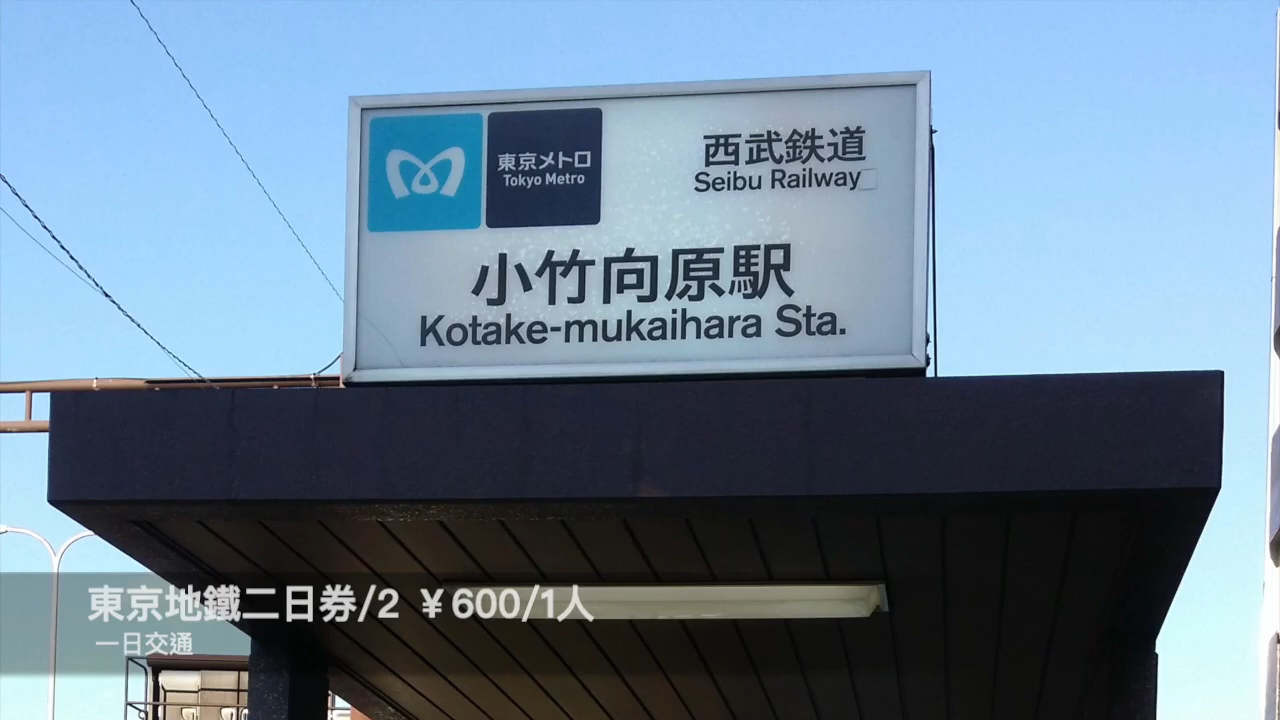 東京メトロ
Tokyo Metro
西武鉄道
Seibu Railway
小竹向原駅
Kotake-mukaihara Sta.
東京地鐵二日券/2 ¥600/1人
一日交通